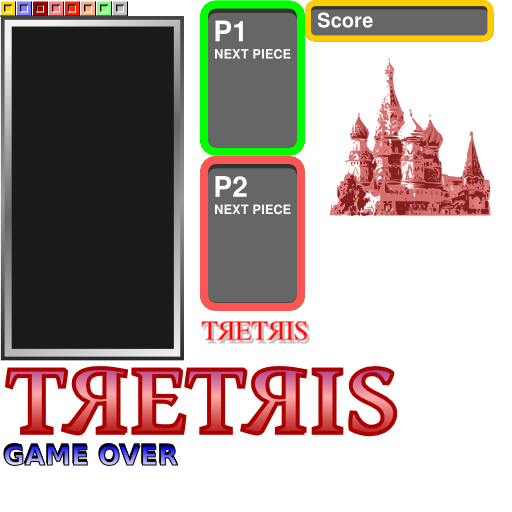 P1
NEXT PIECE
Score
P2
NEXT PIECE
TЯETЯIS
TЯETЯIS
GAME OVER